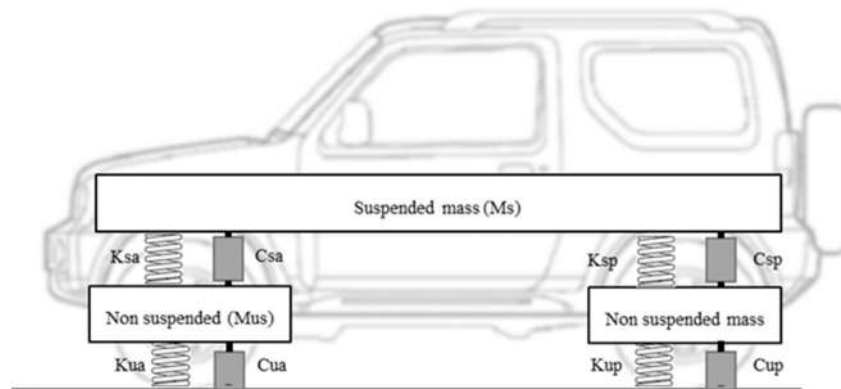 Suspended mass (Ms)
Ksa
Csa
Ksp
Csp
Non suspended (Mus)
Non suspended mass
Kua
Cua
Kup
Cup